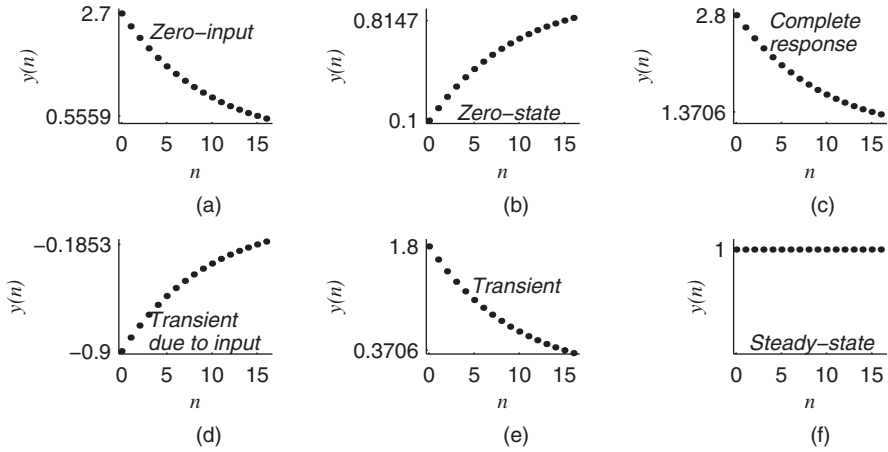 2.7
Zero−input
y(n)
0.5559
0 5 10 15
n
(a)
0.8147
y(n)
Zero−state
0.1
0 5 10 15
n
(b)
2.8
Complete
response
y(n)
1.3706
0 5 10 15
n
(c)
−0.1853
y(n)
Transient
due to input
−0.9
0 5 10 15
n
(d)
1.8
Transient
y(n)
0.3706
0 5 10 15
n
(e)
1
y(n)
Steady−state
0 5 10 15
n
(f)